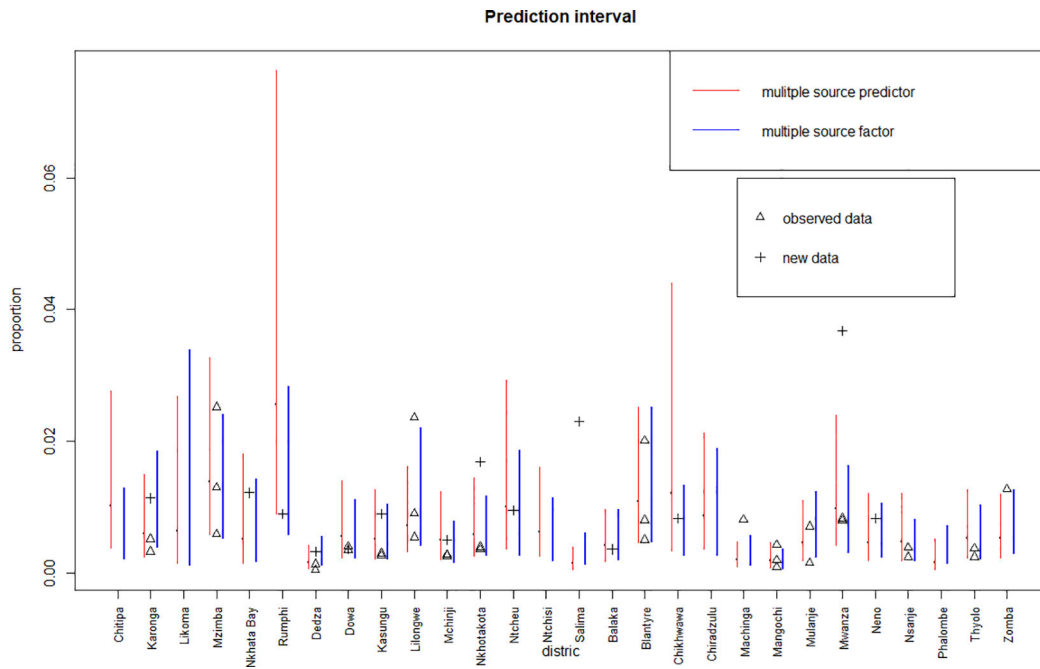 Prediction interval
mulitple source predictor
multiple source factor
observed data
new data
proportion
0.06
0.04
0.02
0.00
Chitipa
Karonga
Likoma
Mzimba
Nkhata Bay
Rumphi
Dedza
Dowa
Kasungu
Lilongwe
Mchinji
Nkhotakota
Ntcheu
Ntchisi
Salima
Balaka
Blantyre
Chikhwawa
Chiradzulu
Machinga
Mangochi
Mulanje
Mwanza
Neno
Nsanje
Phalombe
Thyolo
Zomba
distric